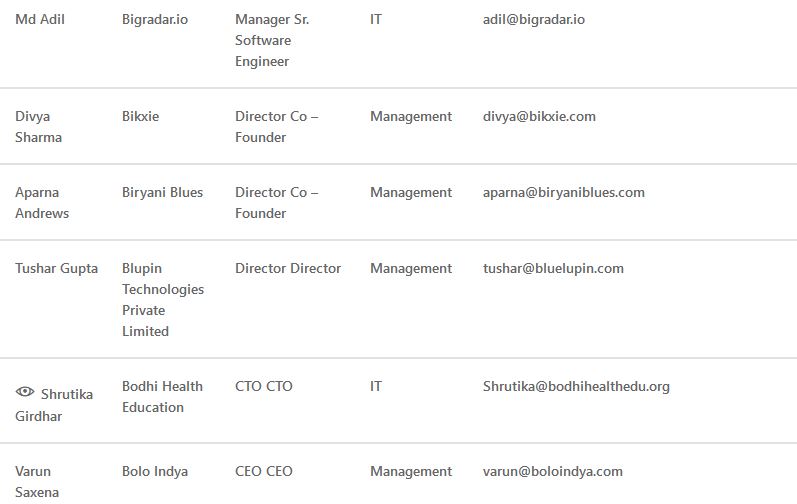 Md Adil Bigradar.io Manager Sr. IT adil@bigradar.io
Software
Engineer
Divya Bikxie Director Co – Management divya@bikxie.com
Sharma Founder
Aparna Biryani Blues Director Co – Management aparna@biryaniblues.com
Andrews Founder
Tushar Gupta Blupin Director Director Management tushar@bluelupin.com
Technologies
Private
Limited
Shrutika Bodhi Health CTO CTO IT Shrutika@bodhihealthedu.org
Girdhar Education
Varun Bolo Indya CEO CEO Management varun@boloindya.com
Saxena